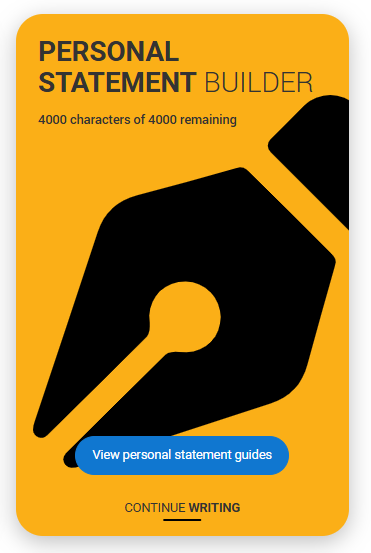 PERSONAL
STATEMENT BUILDER
4000 characters of 4000 remaining
View personal statement guides
CONTINUE WRITING